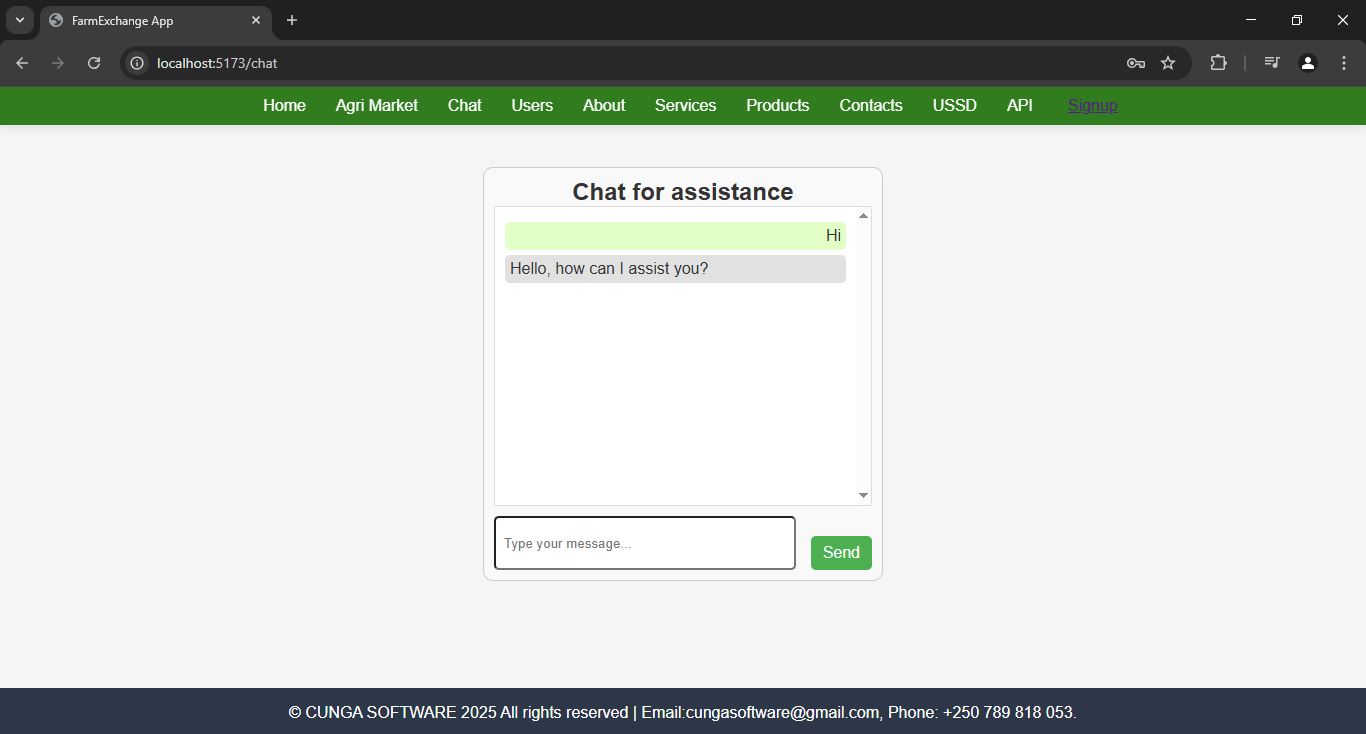 FarmExchange App
localhost:5173/chat
Home Agri Market Chat Users About Services Products Contacts USSD API Signup
Chat for assistance
Hi
Hello, how can I assist you?
Type your message...
Send
© CUNGA SOFTWARE 2025 All rights reserved | Email:cungasoftware@gmail.com, Phone: +250 789 818 053.